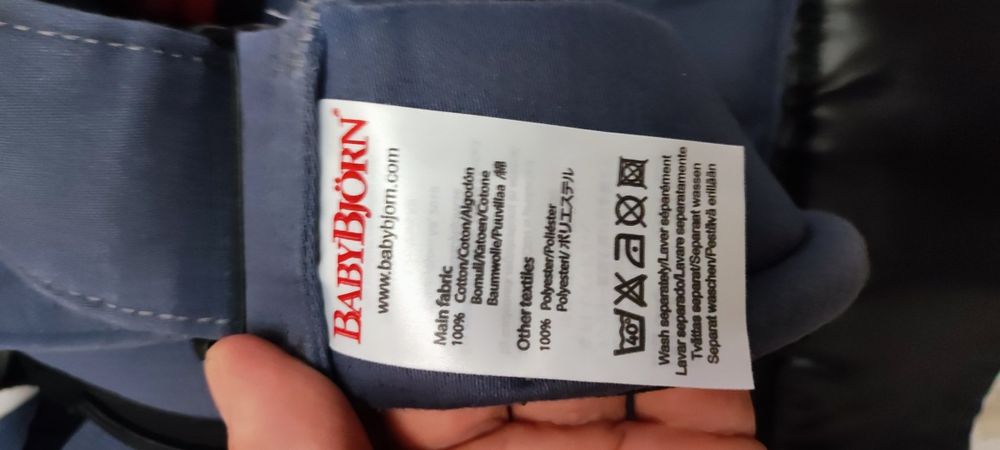 BABYBJÖRN®
www.babybjorn.com
Main fabric
100% Cotton/Coton/Algodón
Bomull/Katoen/Cotone
Baumwolle/Puuvillaa /綿
Other textiles
100% Polyester/Poliéster
Polyesteri/ポリエステル
40°
Wash separately/Laver séparément
Lavar separado/Lavare separatamente
Tvättas separat/Separaat wassen
Separat waschen/Pestävä erillään